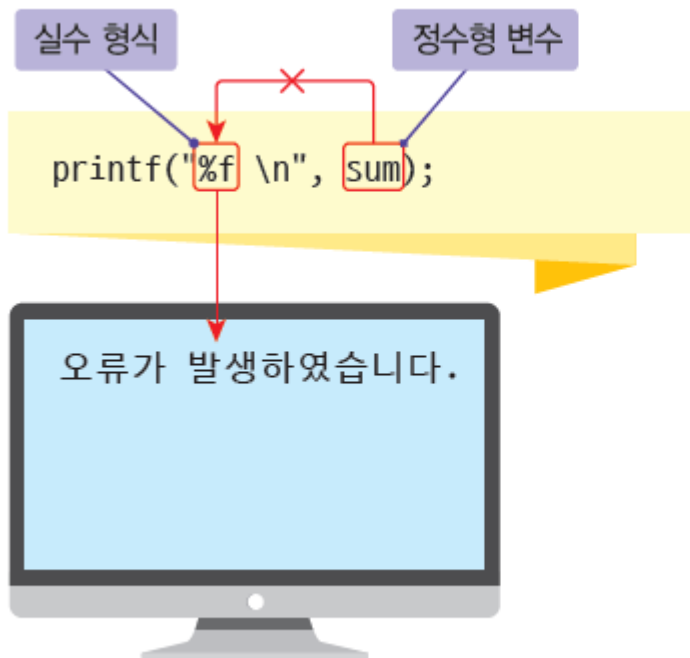 실수 형식
정수형 변수
printf("%f \n", sum);
오류가 발생하였습니다.